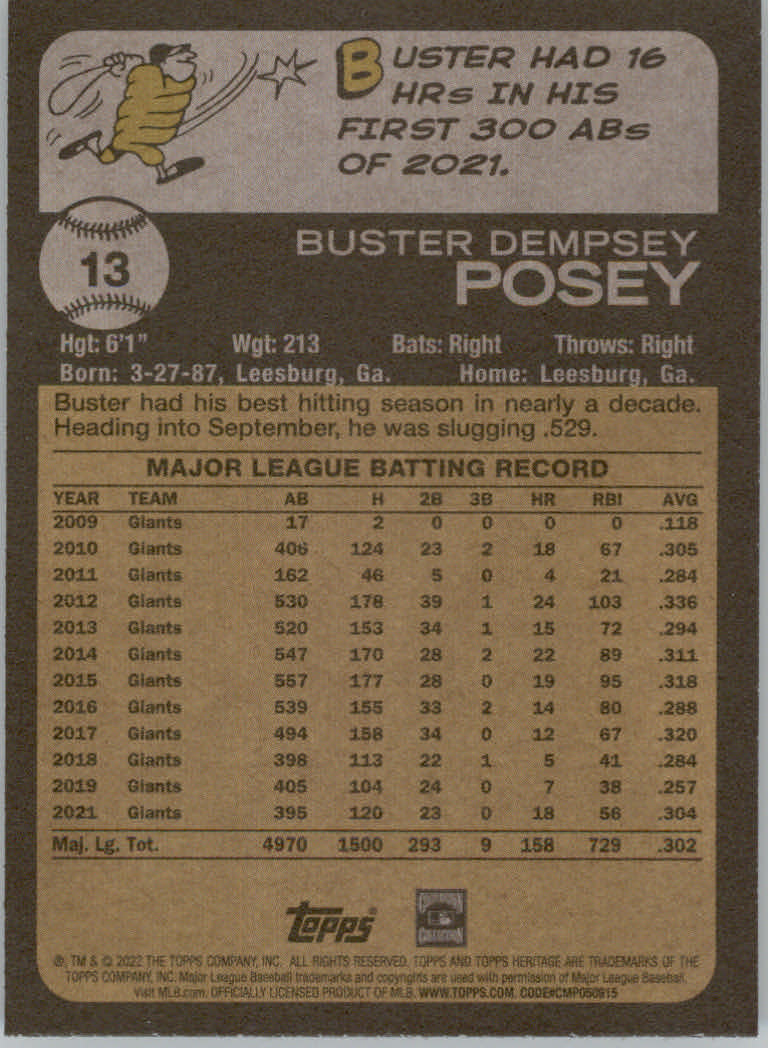 BUSTER HAD 16
HRs IN HIS
FIRST 300 ABs
OF 2021.
13
BUSTER DEMPSEY
POSEY
Hgt: 6'1" Wgt: 213 Bats: Right Throws: Right
Born: 3-27-87, Leesburg, Ga. Home: Leesburg, Ga.
Buster had his best hitting season in nearly a decade.
Heading into September, he was slugging .529.
MAJOR LEAGUE BATTING RECORD
YEAR TEAM AB H 2B 3B HR RBI AVG
2009 Giants 17 2 0 0 0 0 .118
2010 Giants 406 124 23 2 18 67 .305
2011 Giants 162 46 5 0 4 21 .284
2012 Giants 530 178 39 1 24 103 .336
2013 Giants 520 153 34 1 15 72 .294
2014 Giants 547 170 28 2 22 89 .311
2015 Giants 557 177 28 0 19 95 .318
2016 Giants 539 155 33 2 14 80 .288
2017 Giants 494 158 34 0 12 67 .320
2018 Giants 398 113 22 1 5 41 .284
2019 Giants 405 104 24 0 7 38 .257
2021 Giants 395 120 23 0 18 56 .304
Maj. Lg. Tot. 4970 1500 293 9 158 729 .302
topps
COOPERSTOWN
COLLECTION
®, TM & © 2022 THE TOPPS COMPANY, INC. ALL RIGHTS RESERVED. TOPPS AND TOPPS HERITAGE ARE TRADEMARKS OF THE
TOPPS COMPANY, INC. Major League Baseball trademarks and copyrights are used with permission of Major League Baseball.
Visit MLB.com. OFFICIALLY LICENSED PRODUCT OF MLB. WWW.TOPPS.COM. CODE#CMP050915